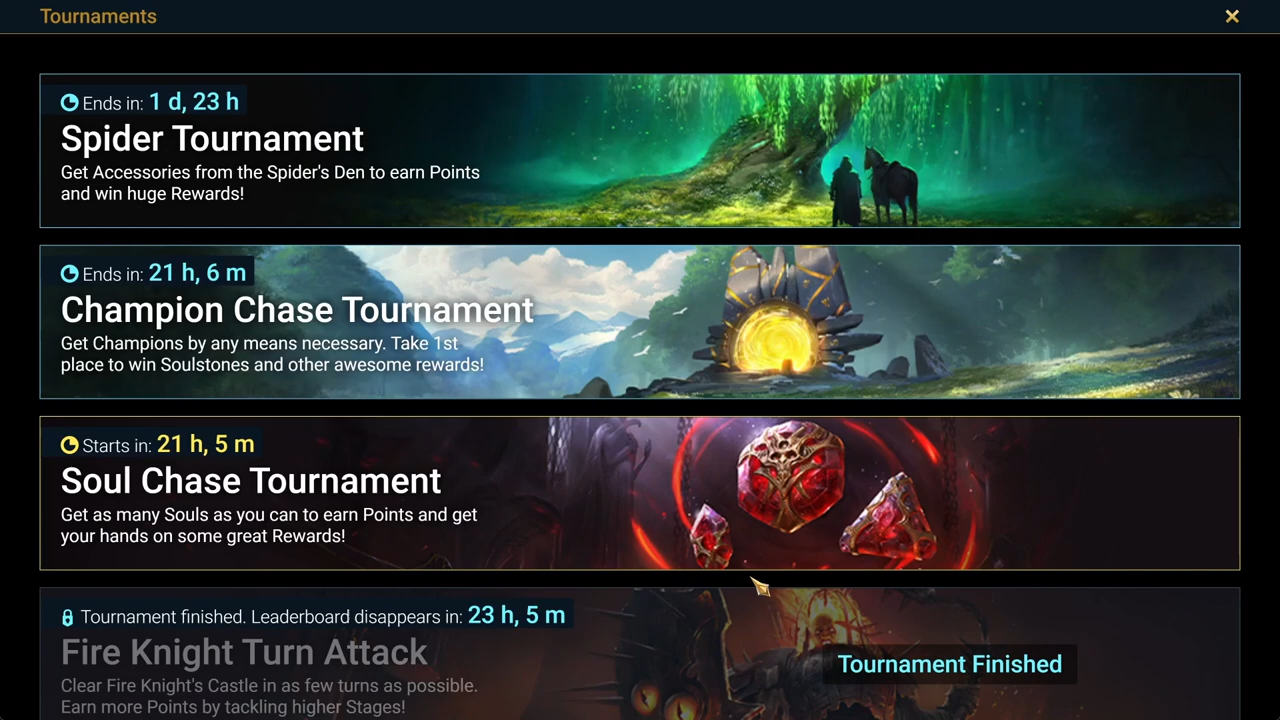 Tournaments
Ends in: 1 d, 23 h
Spider Tournament
Get Accessories from the Spider's Den to earn Points
and win huge Rewards!
Ends in: 21 h, 6 m
Champion Chase Tournament
Get Champions by any means necessary. Take 1st
place to win Soulstones and other awesome rewards!
Starts in: 21 h, 5 m
Soul Chase Tournament
Get as many Souls as you can to earn Points and get
your hands on some great Rewards!
Tournament finished. Leaderboard disappears in: 23 h, 5 m
Fire Knight Turn Attack
Tournament Finished
Clear Fire Knight's Castle in as few turns as possible.
Earn more Points by tackling higher Stages!